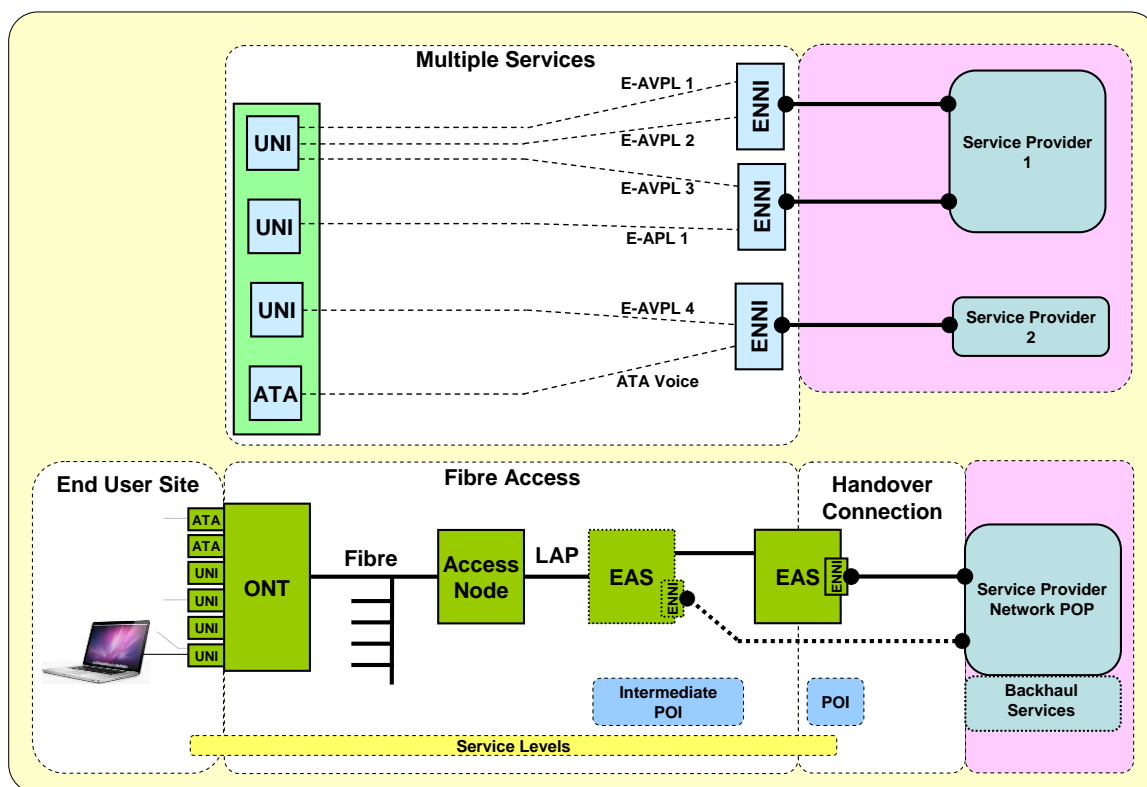 Multiple Services
E-AVPL 1
UNI
ENNI
E-AVPL 2
Service Provider
1
E-AVPL 3
ENNI
UNI
E-APL 1
UNI
E-AVPL 4
ENNI
Service Provider
2
ATA
ATA Voice
End User Site
Fibre Access
Handover
Connection
ATA
ATA
UNI
UNI
UNI
UNI
ONT
Fibre
Access
Node
LAP
EAS
ENNI
EAS
ENNI
Service Provider
Network POP
Intermediate
POI
POI
Backhaul
Services
Service Levels